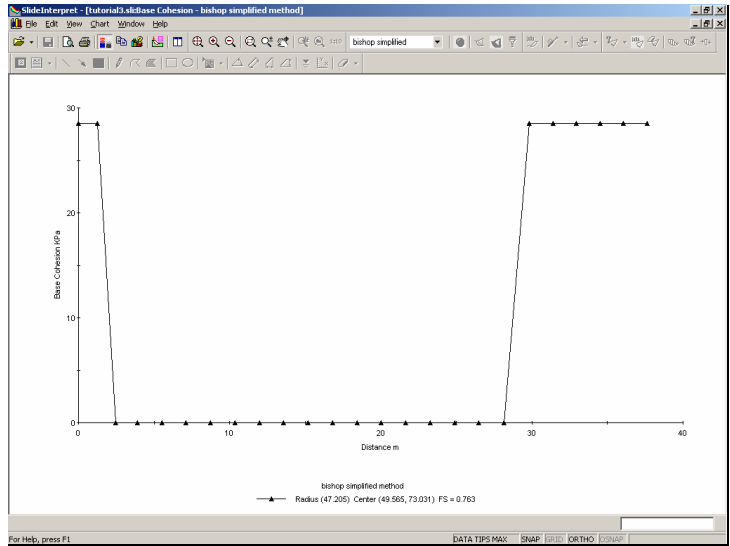 SlideInterpret - [tutorial3.sli:Base Cohesion - bishop simplified method]
File Edit View Chart Window Help
bishop simplified
30
20
10
0
Base Cohesion KPa
0 10 20 30 40
Distance m
bishop simplified method
Radius (47.205) Center (49.565, 73.031) FS = 0.763
For Help, press F1
DATA TIPS MAX SNAP GRID ORTHO OSNAP